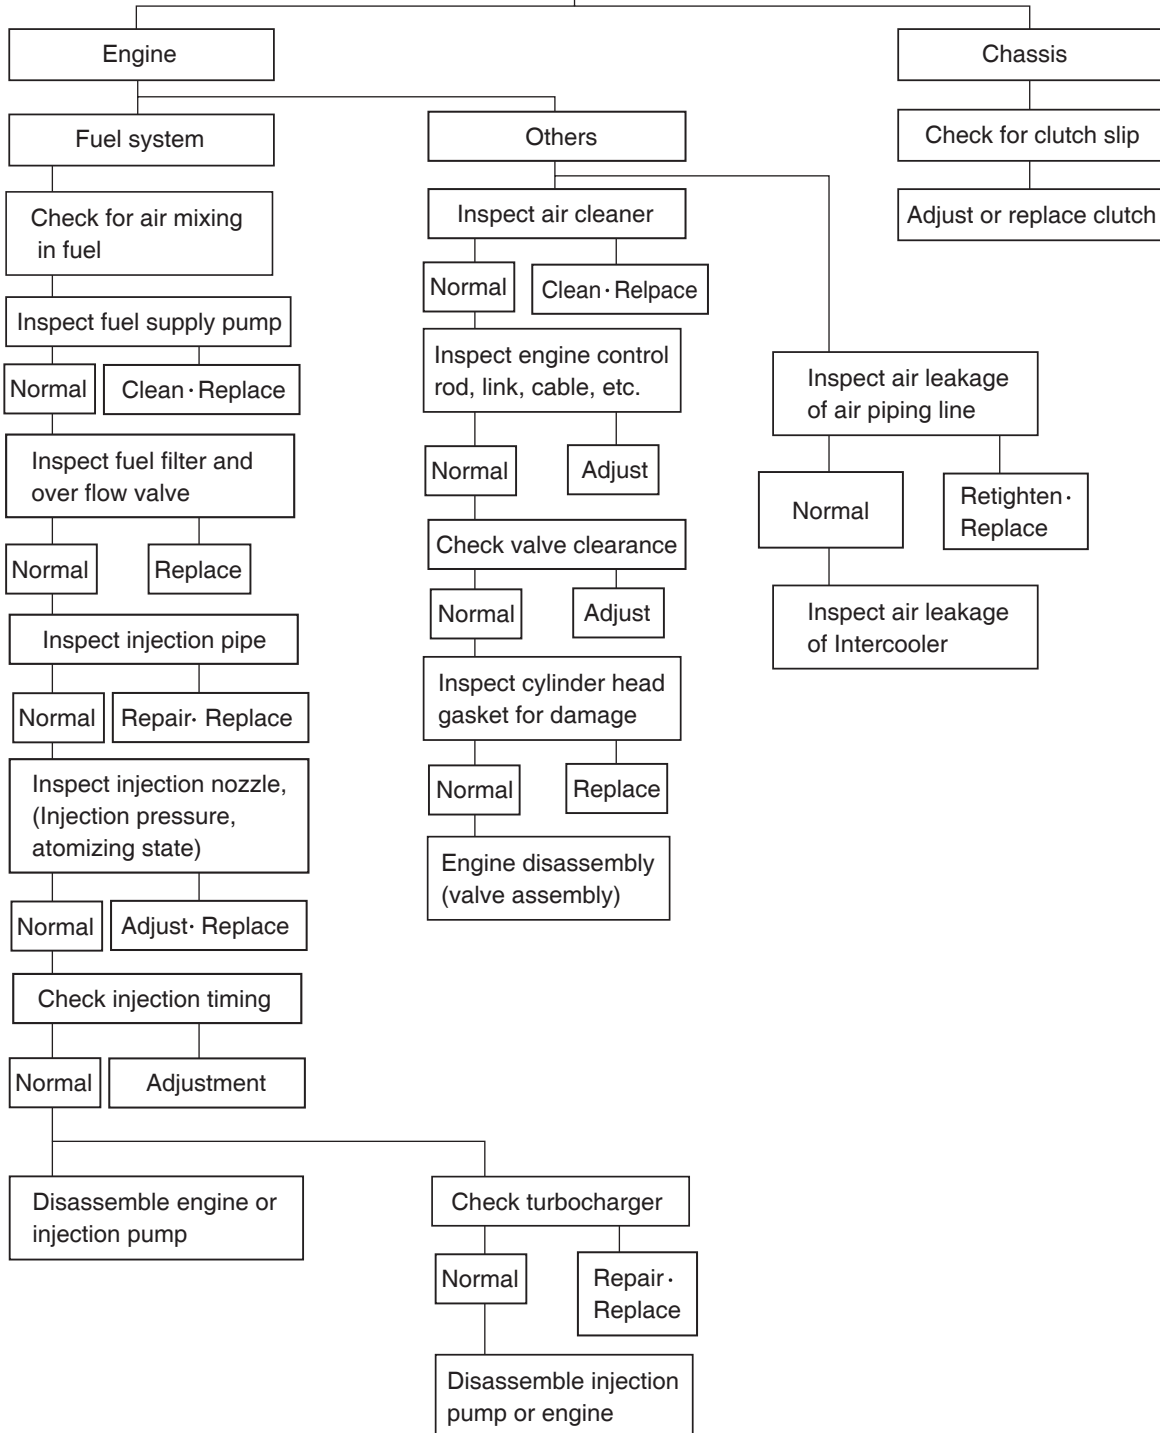 Engine
Chassis
Fuel system
Others
Check for clutch slip
Check for air mixing
in fuel
Inspect air cleaner
Adjust or replace clutch
Normal
Clean·Relpace
Inspect fuel supply pump
Inspect engine control
rod, link, cable, etc.
Inspect air leakage
of air piping line
Normal
Clean·Replace
Inspect fuel filter and
over flow valve
Normal
Adjust
Normal
Retighten·
Replace
Normal
Replace
Check valve clearance
Normal
Adjust
Inspect air leakage
of Intercooler
Inspect injection pipe
Normal
Repair· Replace
Inspect cylinder head
gasket for damage
Inspect injection nozzle,
(Injection pressure,
atomizing state)
Normal
Replace
Engine disassembly
(valve assembly)
Normal
Adjust· Replace
Check injection timing
Normal
Adjustment
Disassemble engine or
injection pump
Check turbocharger
Normal
Repair·
Replace
Disassemble injection
pump or engine